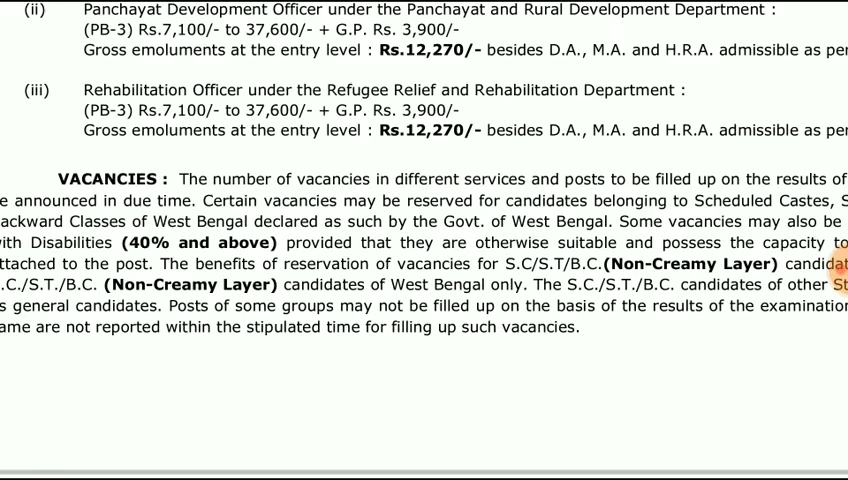 (ii) Panchayat Development Officer under the Panchayat and Rural Development Department :
(PB-3) Rs.7,100/- to 37,600/- + G.P. Rs. 3,900/-
Gross emoluments at the entry level : Rs.12,270/- besides D.A., M.A. and H.R.A. admissible as per
(iii) Rehabilitation Officer under the Refugee Relief and Rehabilitation Department :
(PB-3) Rs.7,100/- to 37,600/- + G.P. Rs. 3,900/-
Gross emoluments at the entry level : Rs.12,270/- besides D.A., M.A. and H.R.A. admissible as per
VACANCIES : The number of vacancies in different services and posts to be filled up on the results of
e announced in due time. Certain vacancies may be reserved for candidates belonging to Scheduled Castes, S
ackward Classes of West Bengal declared as such by the Govt. of West Bengal. Some vacancies may also be
ith Disabilities (40% and above) provided that they are otherwise suitable and possess the capacity to
ttached to the post. The benefits of reservation of vacancies for S.C/S.T/B.C.(Non-Creamy Layer) candidat
.C./S.T./B.C. (Non-Creamy Layer) candidates of West Bengal only. The S.C./S.T./B.C. candidates of other St
s general candidates. Posts of some groups may not be filled up on the basis of the results of the examination
ame are not reported within the stipulated time for filling up such vacancies.